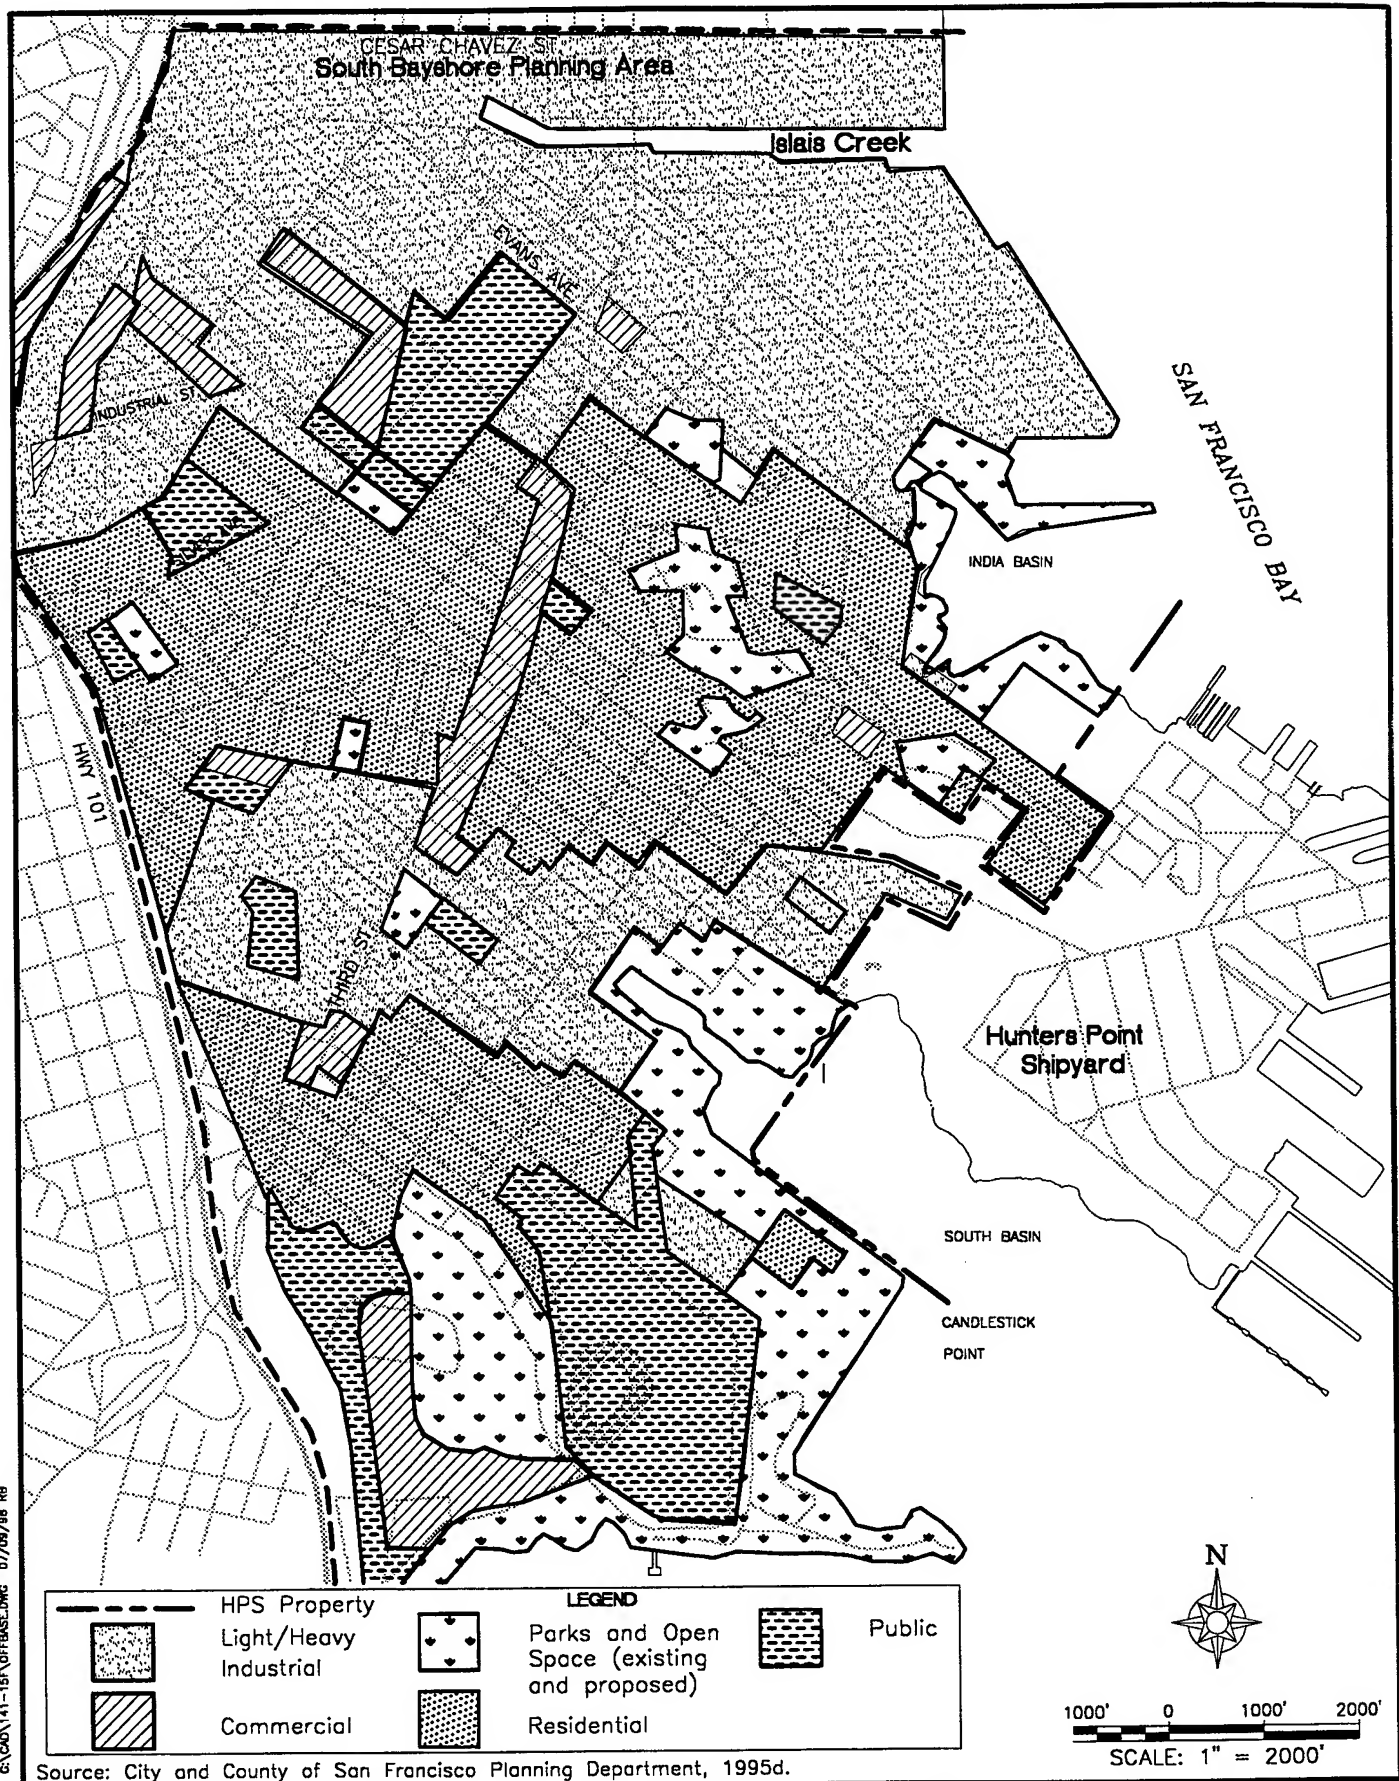 CESAR CHAVEZ ST
South Bayshore Planning Area
Islais Creek
EVANS AVE
SAN FRANCISCO BAY
INDUSTRIAL ST
INDIA BASIN
HWY 101
THIRD ST
Hunters Point
Shipyard
SOUTH BASIN
CANDLESTICK
POINT
N
LEGEND
HPS Property
Light/Heavy
Industrial
Commercial
Parks and Open
Space (existing
and proposed)
Residential
Public
1000' 0 1000' 2000'
SCALE: 1" = 2000'
Source: City and County of San Francisco Planning Department, 1995d.